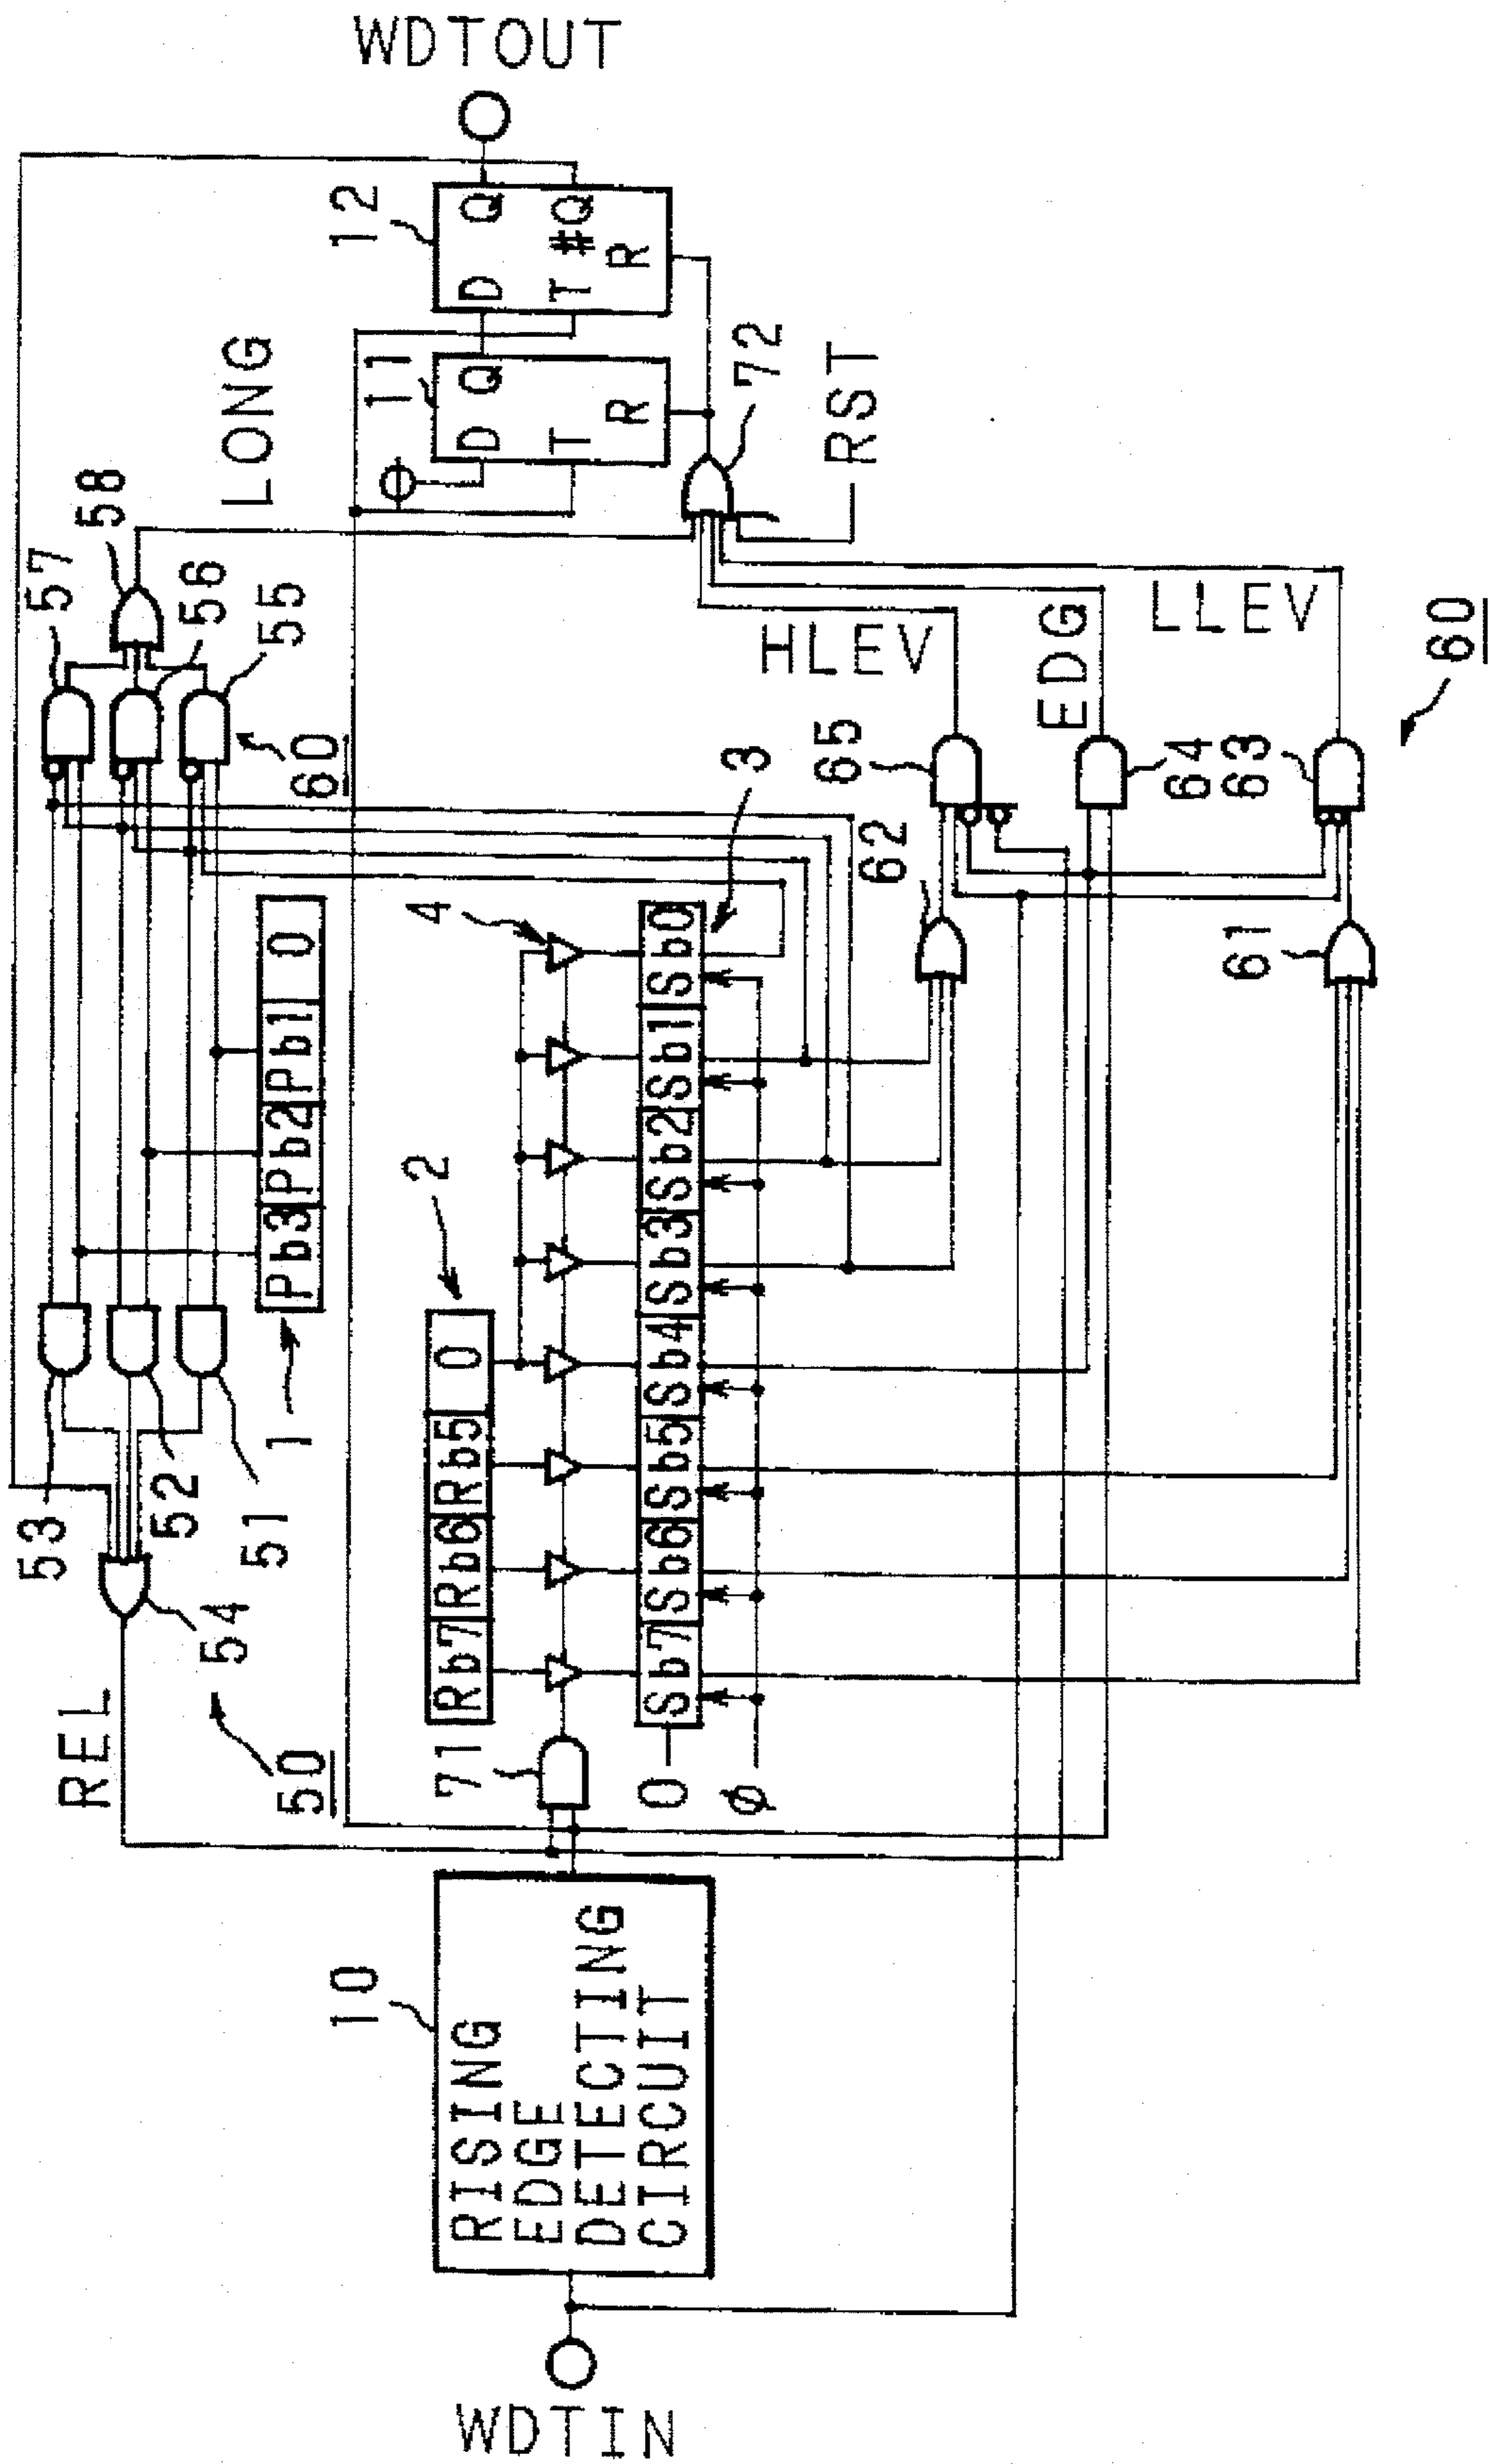 WDTOUT
12
D Q
T #Q
R
LONG
11
D Q
T
R
72
RST
58
57
56
55
60
HLEV
EDG
LLEV
60
65
64
63
62
61
3
4
Pb3 Pb2 Pb1 0
1
2
Rb7 Rb6 Rb5 0
Sb7 Sb6 Sb5 Sb4 Sb3 Sb2 Sb1 Sb0
0
φ
71
53
52
51
54
REL
50
10
RISING
EDGE
DETECTING
CIRCUIT
WDTIN